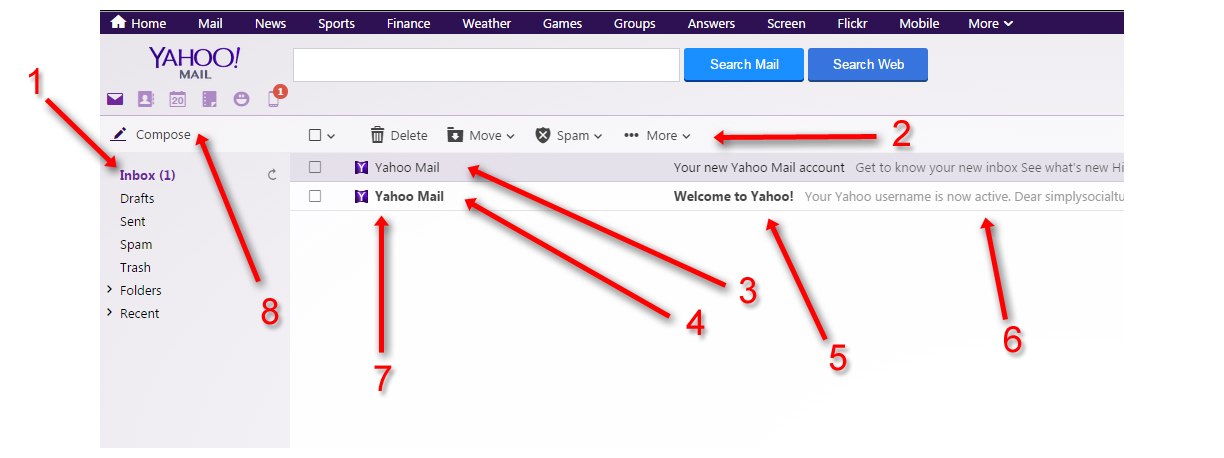 Home Mail News Sports Finance Weather Games Groups Answers Screen Flickr Mobile More
YAHOO!
MAIL
Search Mail Search Web
1
20
1
Compose
Delete Move Spam More
2
Inbox (1)
Yahoo Mail Your new Yahoo Mail account Get to know your new inbox See what's new Hi
Drafts
Yahoo Mail Welcome to Yahoo! Your Yahoo username is now active. Dear simplysocialtu
Sent
Spam
Trash
Folders
Recent
3
8
4
5
6
7